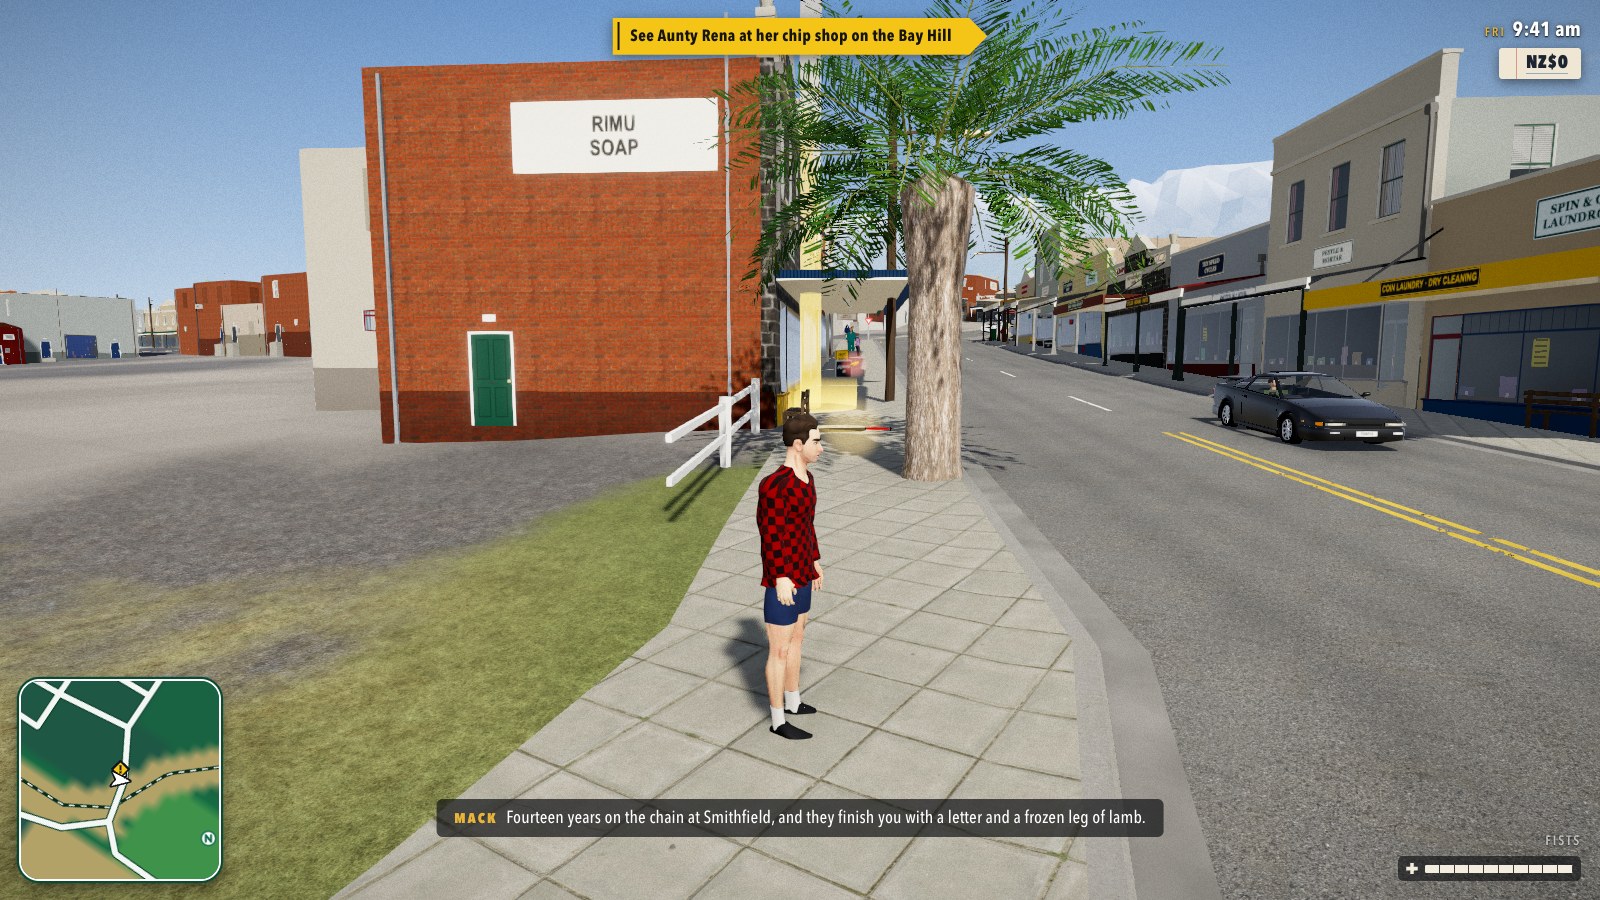 See Aunty Rena at her chip shop on the Bay Hill
FRI 9:41 am
NZ$0
RIMU
SOAP
SPIN &
LAUNDRO
COIN LAUNDRY · DRY CLEANING
N
MACK Fourteen years on the chain at Smithfield, and they finish you with a letter and a frozen leg of lamb.
FISTS